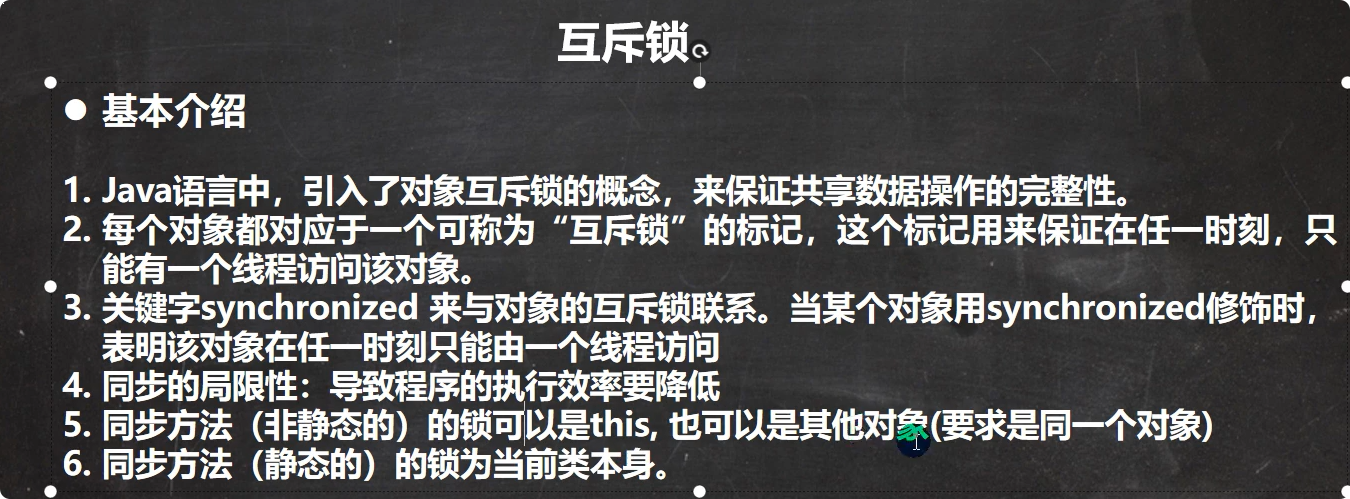 互斥锁
● 基本介绍
1. Java语言中，引入了对象互斥锁的概念，来保证共享数据操作的完整性。
2. 每个对象都对应于一个可称为“互斥锁”的标记，这个标记用来保证在任一时刻，只
能有一个线程访问该对象。
3. 关键字synchronized 来与对象的互斥锁联系。当某个对象用synchronized修饰时，
表明该对象在任一时刻只能由一个线程访问
4. 同步的局限性：导致程序的执行效率要降低
5. 同步方法（非静态的）的锁可以是this, 也可以是其他对象(要求是同一个对象)
6. 同步方法（静态的）的锁为当前类本身。